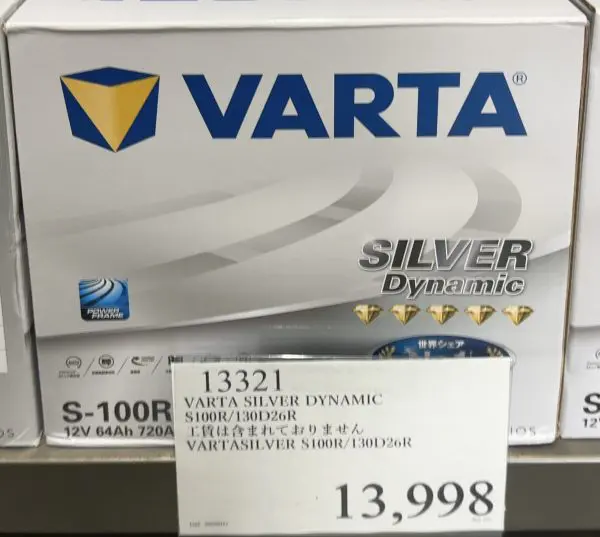 VARTA®
SILVER
Dynamic
POWER
FRAME
世界シェア
S-100R
12V 64Ah 720A
13321
VARTA SILVER DYNAMIC
S100R/130D26R
工賃は含まれておりません
VARTASILVER S100R/130D26R
13,998
S
12V